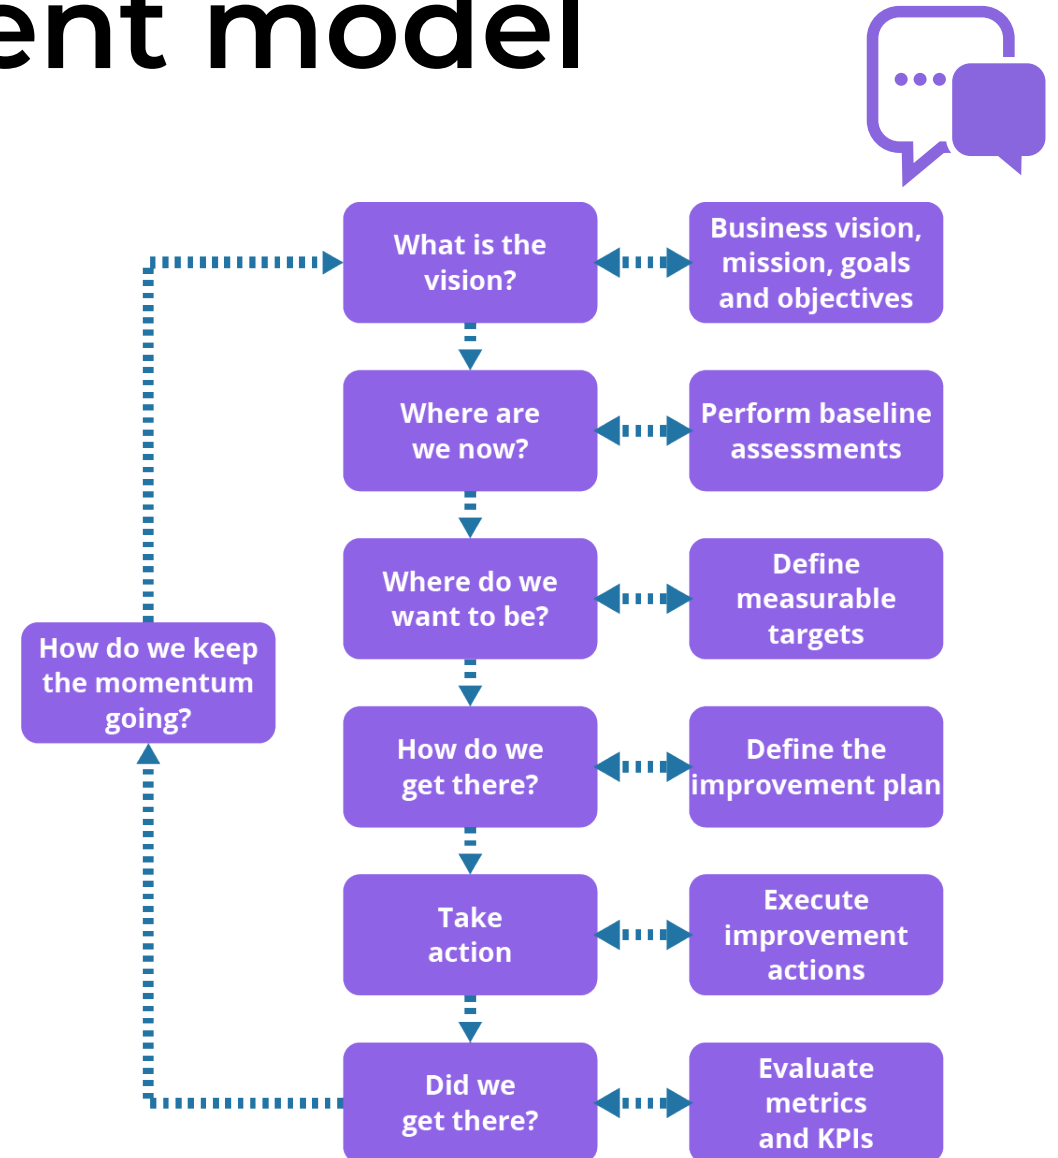 ent model
What is the
vision?
Business vision,
mission, goals
and objectives
Where are
we now?
Perform baseline
assessments
Where do we
want to be?
Define
measurable
targets
How do we keep
the momentum
going?
How do we
get there?
Define the
improvement plan
Take
action
Execute
improvement
actions
Did we
get there?
Evaluate
metrics
and KPIs